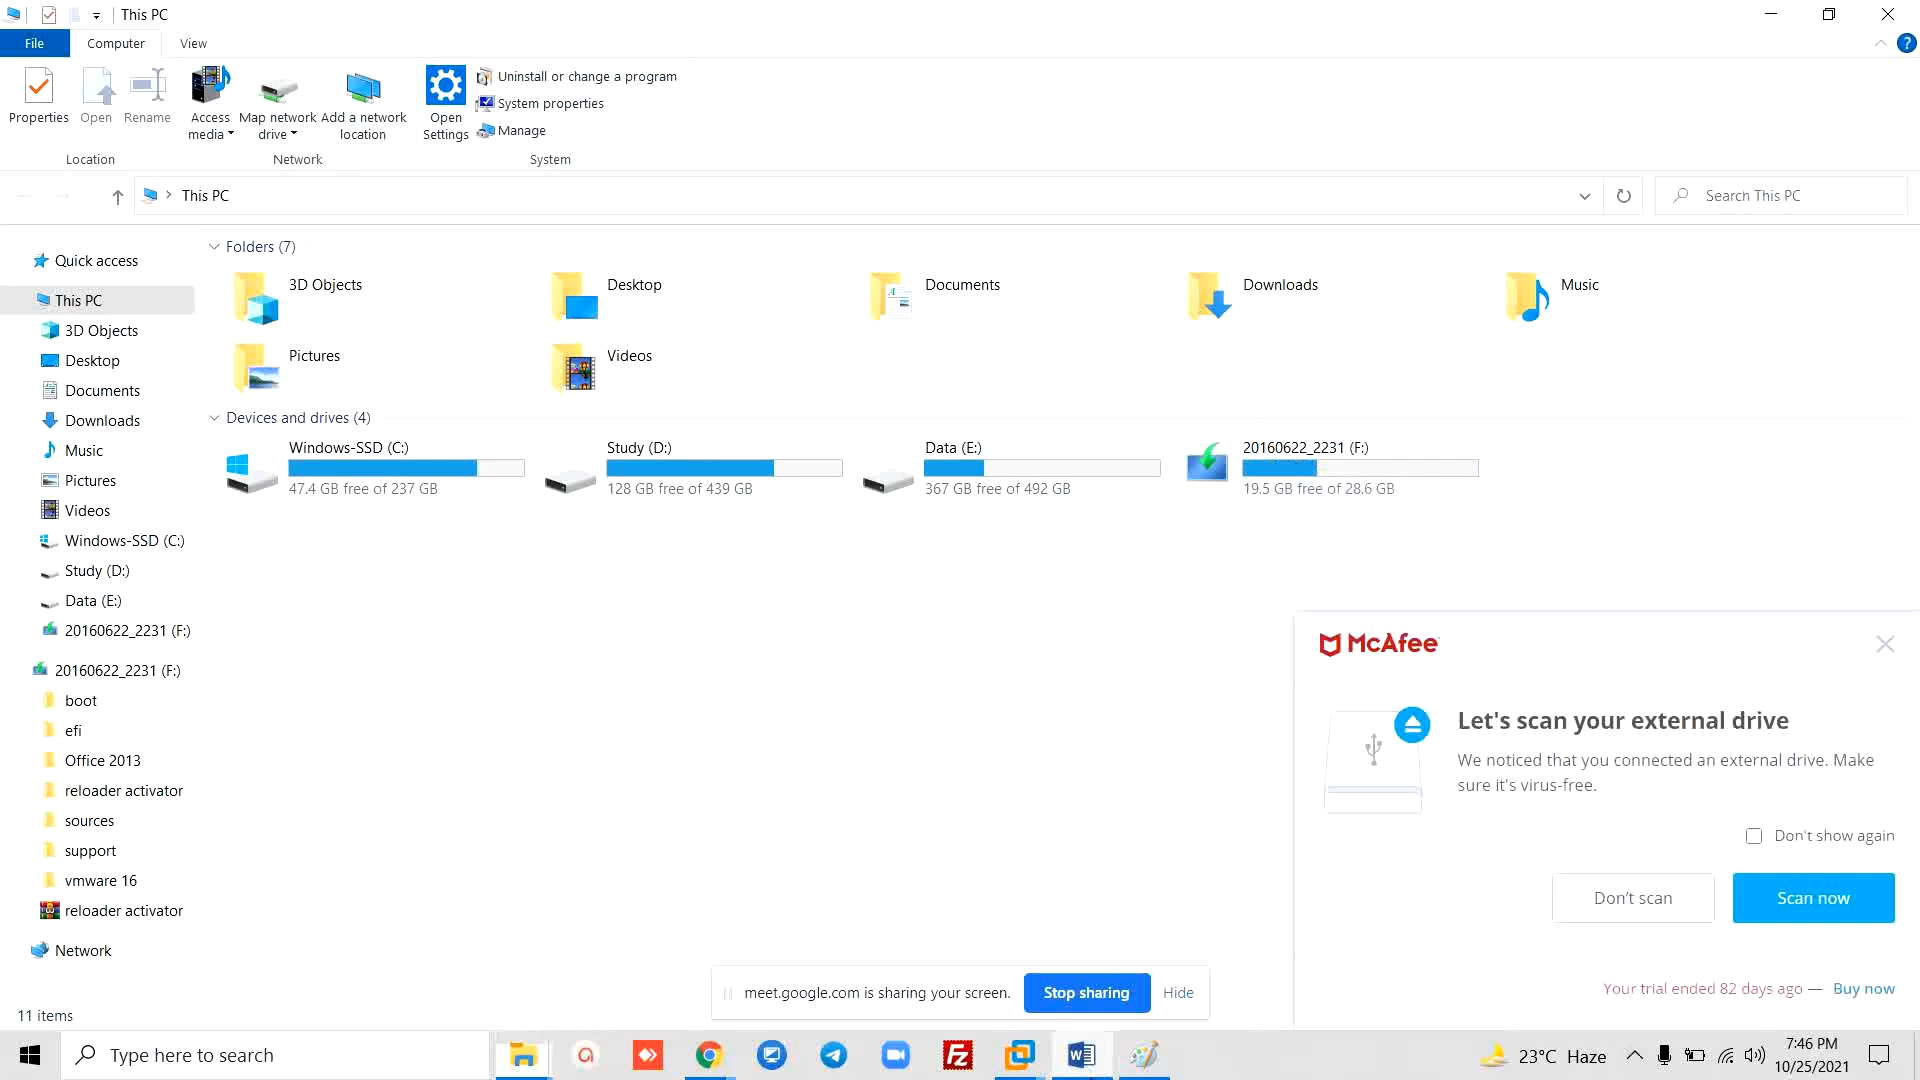 This PC
File
Computer
View
Properties
Open
Rename
Access media
Map network drive
Add a network location
Open Settings
Uninstall or change a program
System properties
Manage
Location
Network
System
This PC
Search This PC
Quick access
This PC
3D Objects
Desktop
Documents
Downloads
Music
Pictures
Videos
Windows-SSD (C:)
Study (D:)
Data (E:)
20160622_2231 (F:)
20160622_2231 (F:)
boot
efi
Office 2013
reloader activator
sources
support
vmware 16
reloader activator
Network
11 items
Folders (7)
3D Objects
Desktop
Documents
Downloads
Music
Pictures
Videos
Devices and drives (4)
Windows-SSD (C:)
47.4 GB free of 237 GB
Study (D:)
128 GB free of 439 GB
Data (E:)
367 GB free of 492 GB
20160622_2231 (F:)
19.5 GB free of 28.6 GB
McAfee
Let's scan your external drive
We noticed that you connected an external drive. Make
sure it's virus-free.
Don't show again
Don't scan
Scan now
Your trial ended 82 days ago — Buy now
meet.google.com is sharing your screen.
Stop sharing
Hide
Type here to search
23°C Haze
7:46 PM
10/25/2021